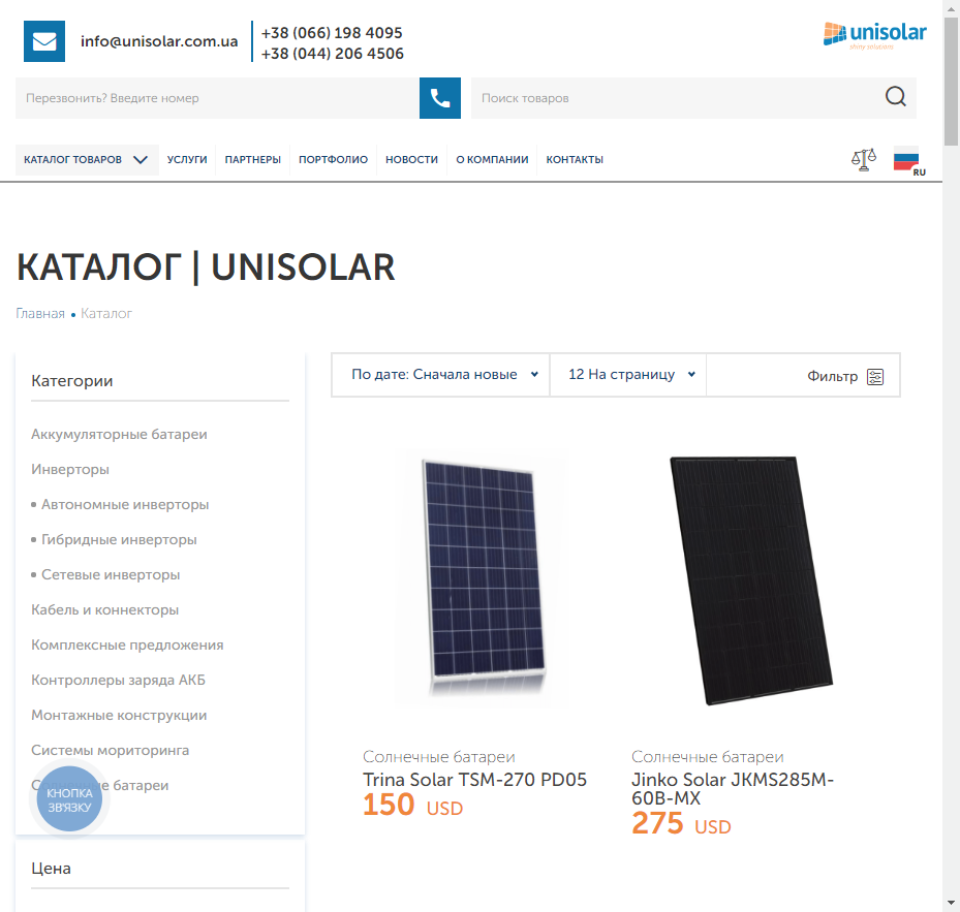 info@unisolar.com.ua
+38 (066) 198 4095
+38 (044) 206 4506
unisolar
shiny solutions
Перезвонить? Введите номер
Поиск товаров
КАТАЛОГ ТОВАРОВ
УСЛУГИ
ПАРТНЕРЫ
ПОРТФОЛИО
НОВОСТИ
О КОМПАНИИ
КОНТАКТЫ
RU
КАТАЛОГ | UNISOLAR
Главная • Каталог
Категории
Аккумуляторные батареи
Инверторы
• Автономные инверторы
• Гибридные инверторы
• Сетевые инверторы
Кабель и коннекторы
Комплексные предложения
Контроллеры заряда АКБ
Монтажные конструкции
Системы мориторинга
батареи
КНОПКА
ЗВ'ЯЗКУ
Цена
По дате: Сначала новые
12 На страницу
Фильтр
Солнечные батареи
Trina Solar TSM-270 PD05
150 USD
Солнечные батареи
Jinko Solar JKMS285M-
60B-MX
275 USD